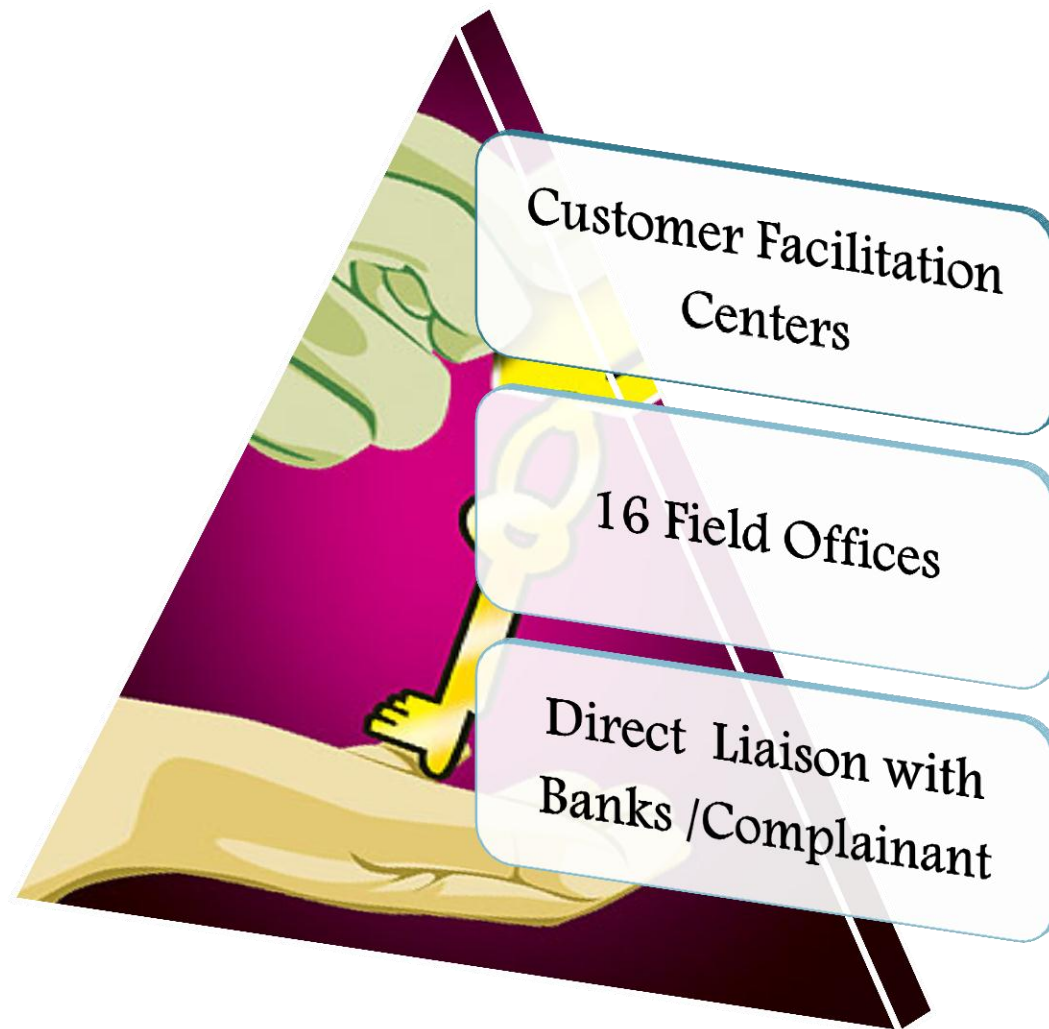 Customer Facilitation
Centers
16 Field Offices
Direct  Liaison with
Banks /Complainant